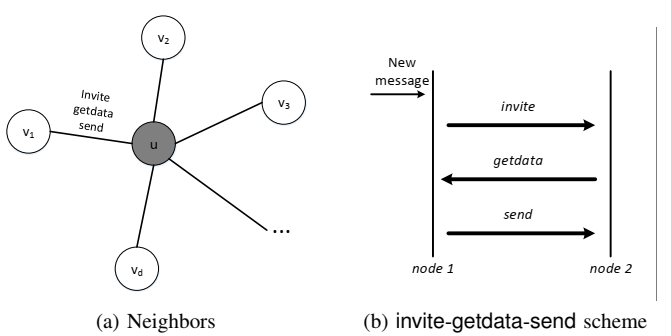 v2
Invite
getdata
send
v3
v1
u
...
vd
(a) Neighbors
New
message
invite
getdata
send
node 1
node 2
(b) invite-getdata-send scheme